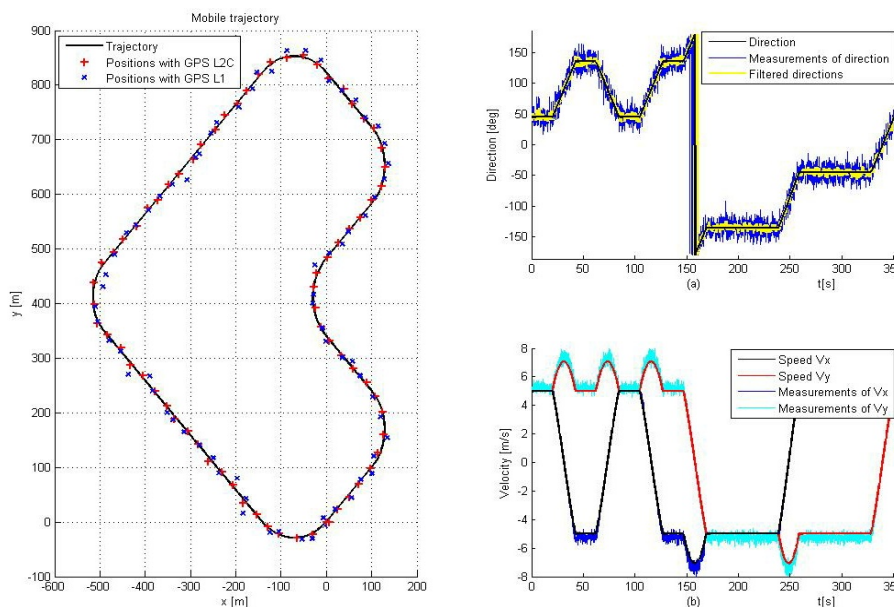 Mobile trajectory
900
800
700
600
500
400
300
200
100
0
-100
y [m]
Trajectory
Positions with GPS L2C
Positions with GPS L1
-600 -500 -400 -300 -200 -100 0 100 200
x [m]
150
100
50
0
-50
-100
-150
Direction [deg]
Direction
Measurements of direction
Filtered directions
0 50 100 150 200 250 300 35
(a) t[s]
8
6
4
2
0
-2
-4
-6
-8
Velocity [m/s]
Speed Vx
Speed Vy
Measurements of Vx
Measurements of Vy
0 50 100 150 200 250 300 35
(b) t[s]